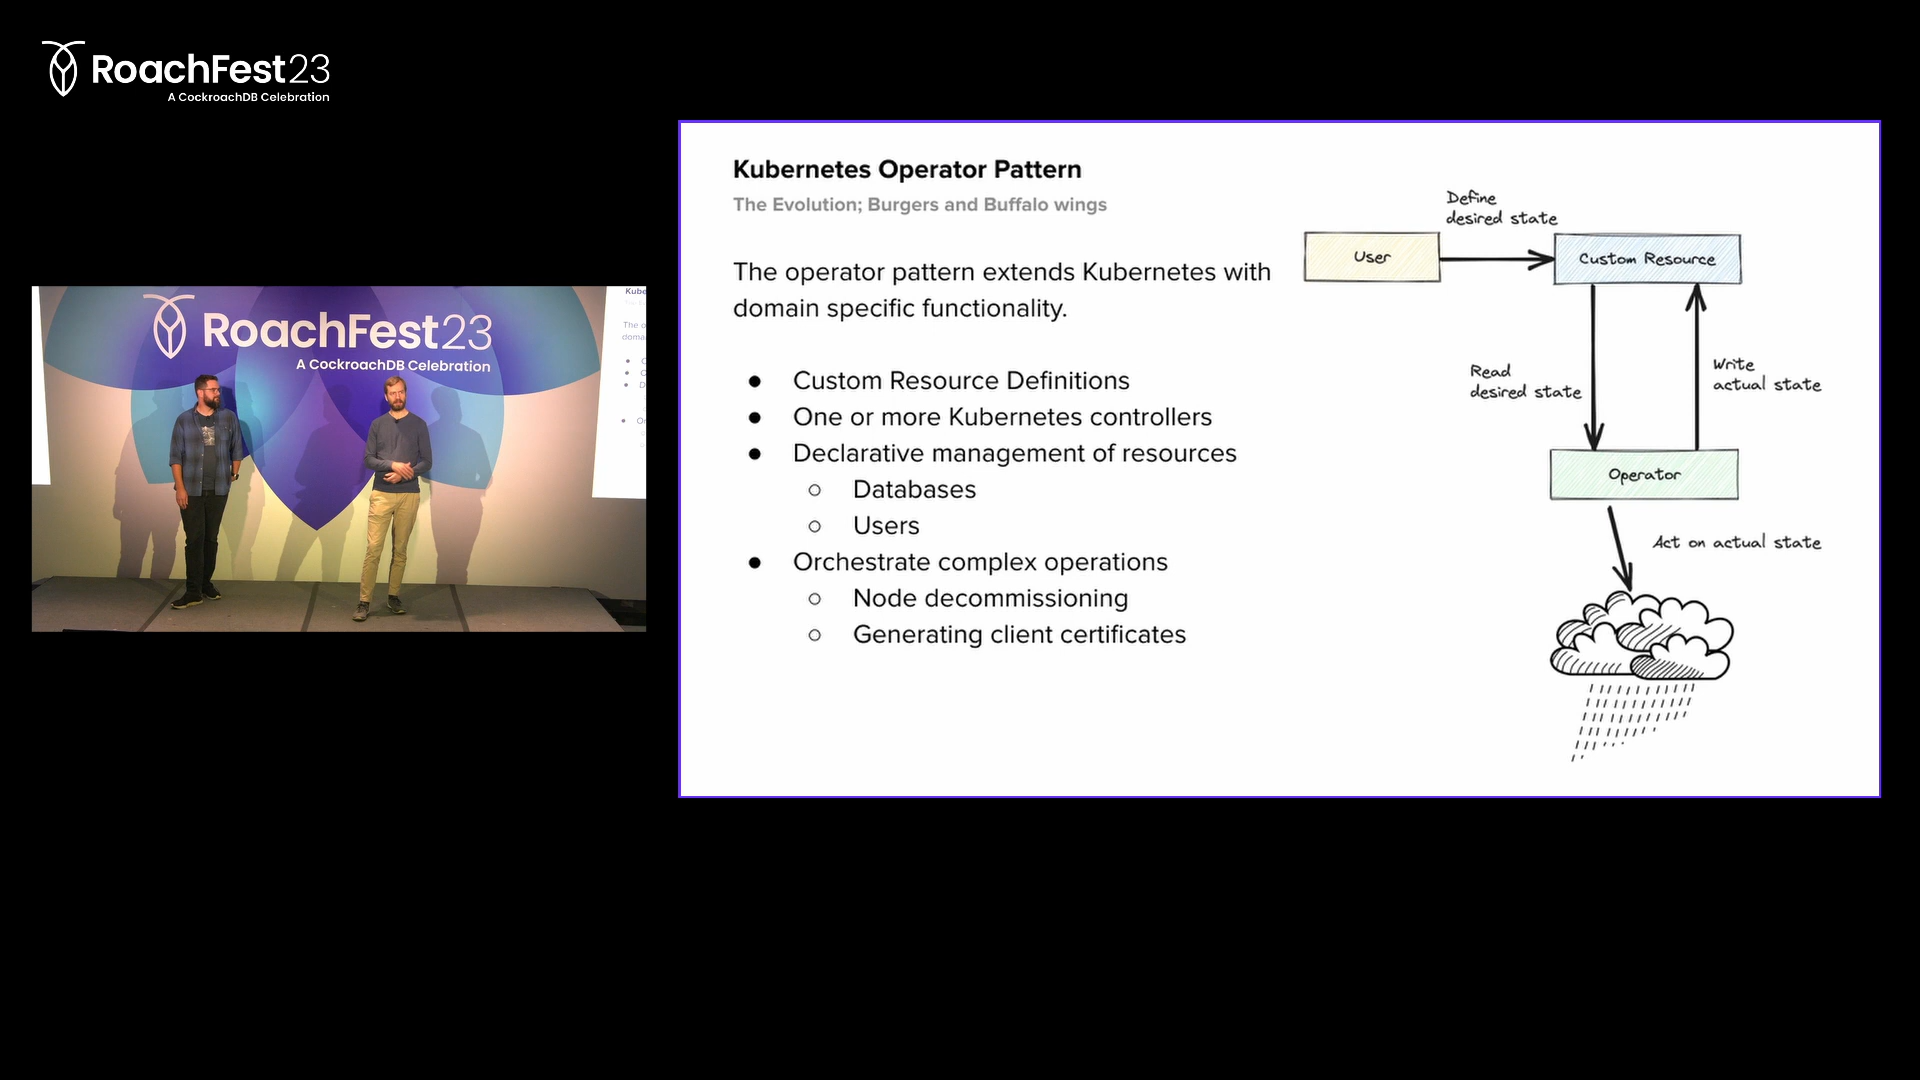 RoachFest23
A CockroachDB Celebration
RoachFest23
A CockroachDB Celebration
Kubernetes Operator Pattern
The Evolution; Burgers and Buffalo wings
The operator pattern extends Kubernetes with
domain specific functionality.
● Custom Resource Definitions
● One or more Kubernetes controllers
● Declarative management of resources
○ Databases
○ Users
● Orchestrate complex operations
○ Node decommissioning
○ Generating client certificates
Define
desired state
User
Custom Resource
Read
desired state
Write
actual state
Operator
Act on actual state